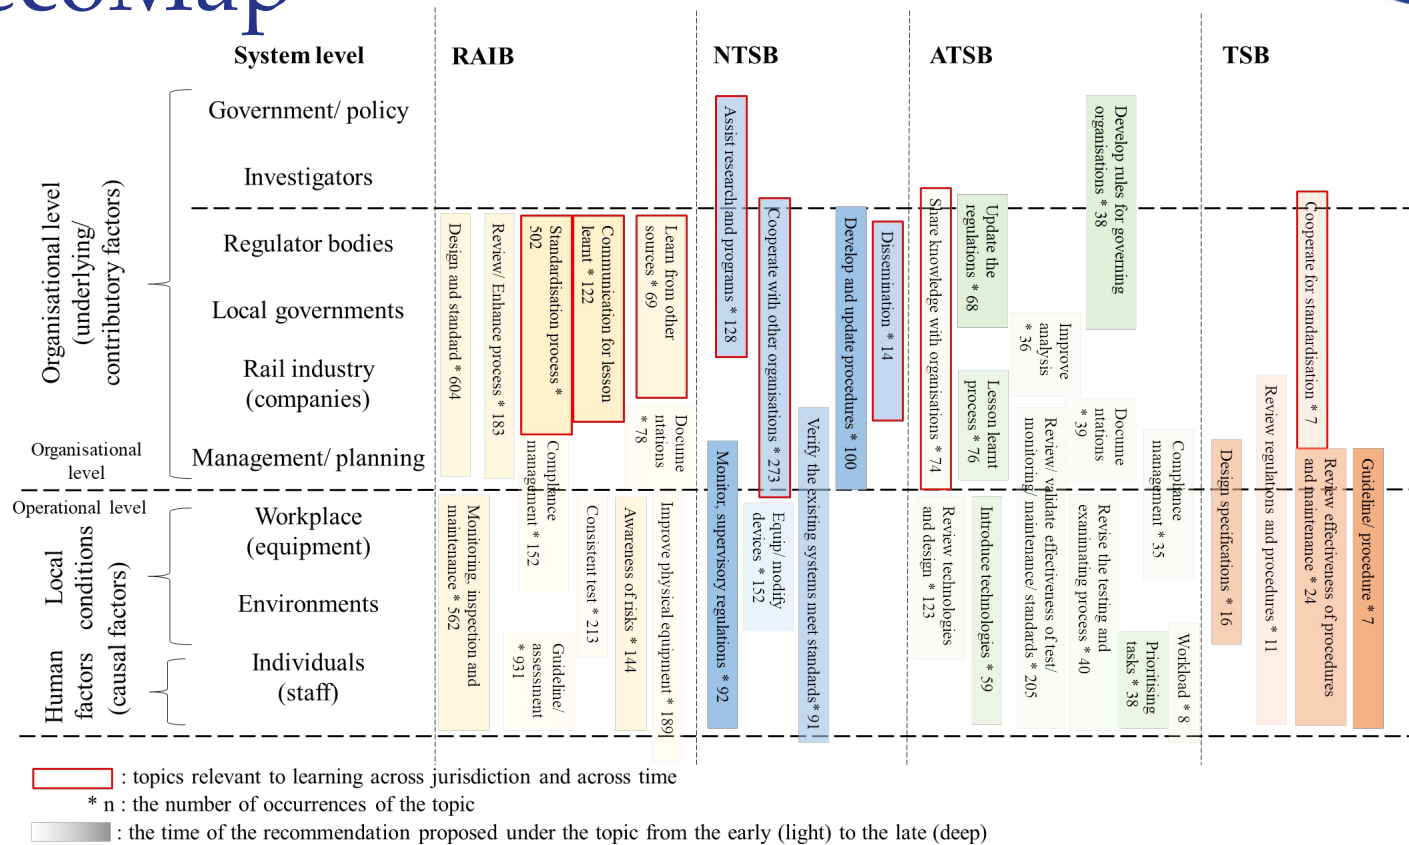 ecoMap
System level
RAIB
NTSB
ATSB
TSB
Organisational level
(underlying/
contributory factors)
Government/ policy
Investigators
Regulator bodies
Local governments
Rail industry
(companies)
Management/ planning
Organisational
level
Operational level
Local
conditions
Human
factors
(causal factors)
Workplace
(equipment)
Environments
Individuals
(staff)
Design and standard * 604
Review/ Enhance process * 183
Standardisation process *
502
Communication for lesson
learnt * 122
Learn from other
sources * 69
Docume
ntations
* 78
Compliance
management * 152
Monitoring, inspection and
maintenance * 562
Guideline/
assessment
* 931
Consistent test * 213
Awareness of risks * 144
Improve physical equipment * 189
Assist research and programs * 128
Cooperate with other organisations * 273
Develop and update procedures * 100
Dissemination * 14
Monitor, supervisory regulations * 92
Equip/ modify
devices * 152
Verify the existing systems meet standards* 91
Share knowledge with organisations * 74
Update the
regulations * 68
Develop rules for governing
organisations * 38
Improve
analysis
* 36
Lesson learnt
process * 76
Docume
ntations
* 39
Compliance
management * 35
Review technologies
and design * 123
Introduce technologies * 59
Review/ validate effectiveness of test/
monitoring/ maintenance/ standards * 205
Revise the testing and
examinating process * 40
Prioritising
tasks * 38
Workload * 8
Cooperate for standardisation * 7
Review regulations and procedures * 11
Design specifications * 16
Review effectiveness of procedures
and maintenance * 24
Guideline/ procedure * 7
: topics relevant to learning across jurisdiction and across time
* n : the number of occurrences of the topic
: the time of the recommendation proposed under the topic from the early (light) to the late (deep)